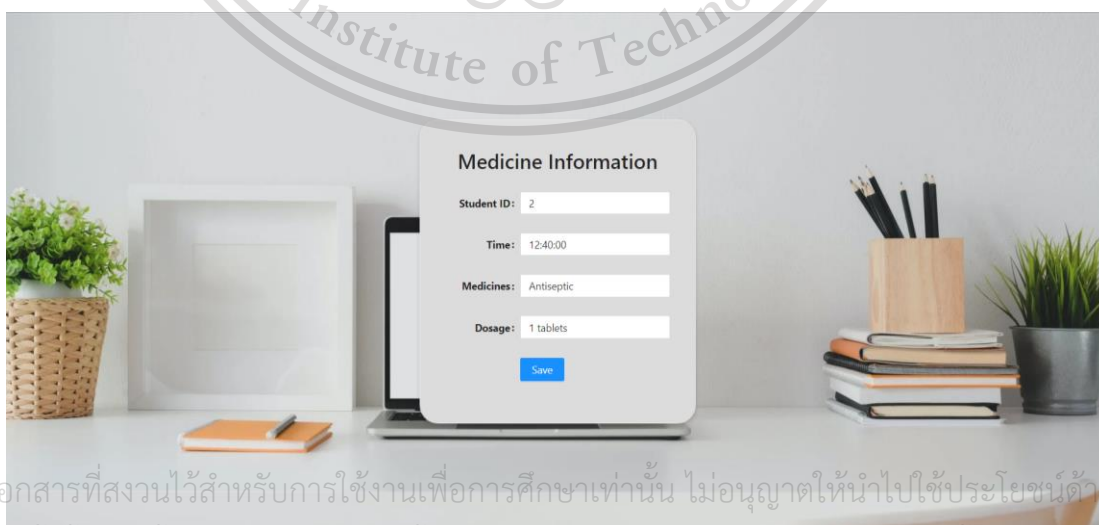 Institute of Techno
Medicine Information
Student ID: 2
Time: 12:40:00
Medicines: Antiseptic
Dosage: 1 tablets
Save
อกสารที่สงวนไว้สำหรับการใช้งานเพื่อการศึกษาเท่านั้น ไม่อนุญาตให้นำไปใช้ประโยชน์ด้า